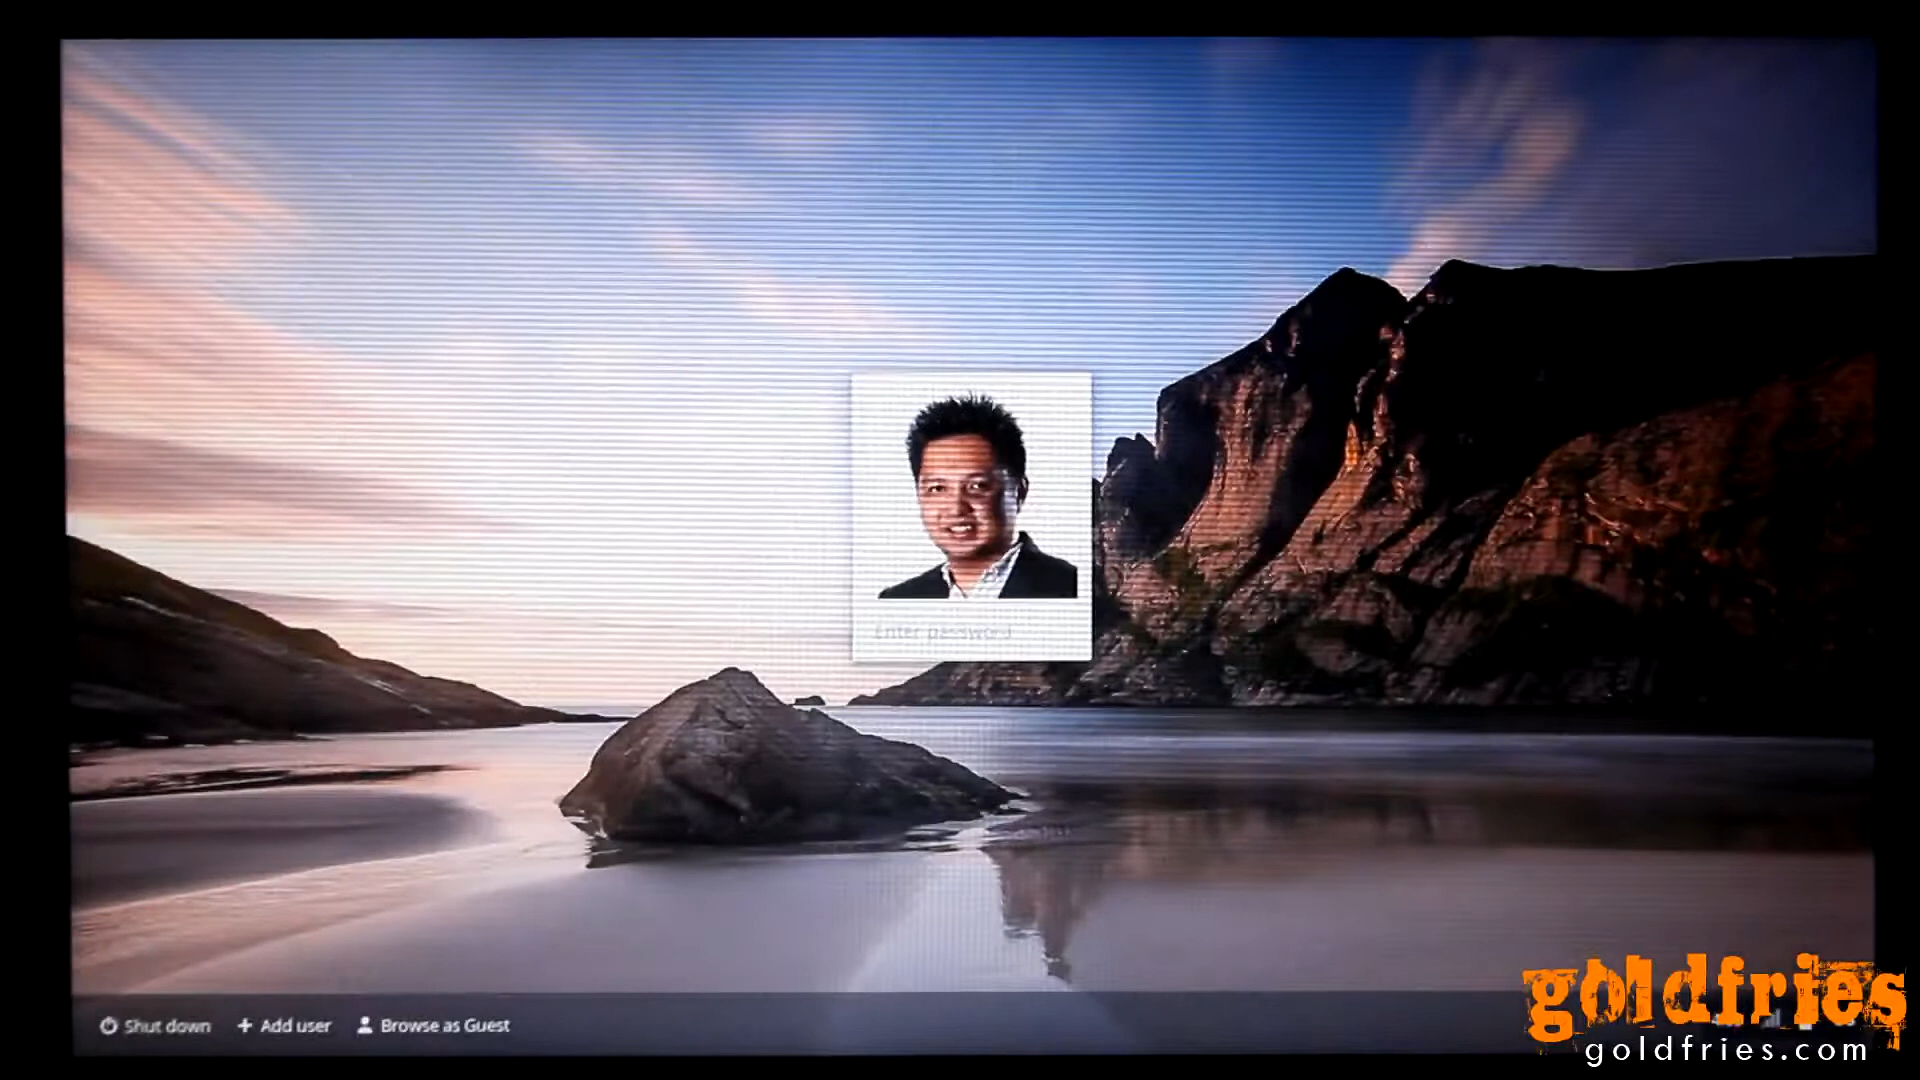 Enter password
Shut down
Add user
Browse as Guest
goldfries
goldfries.com